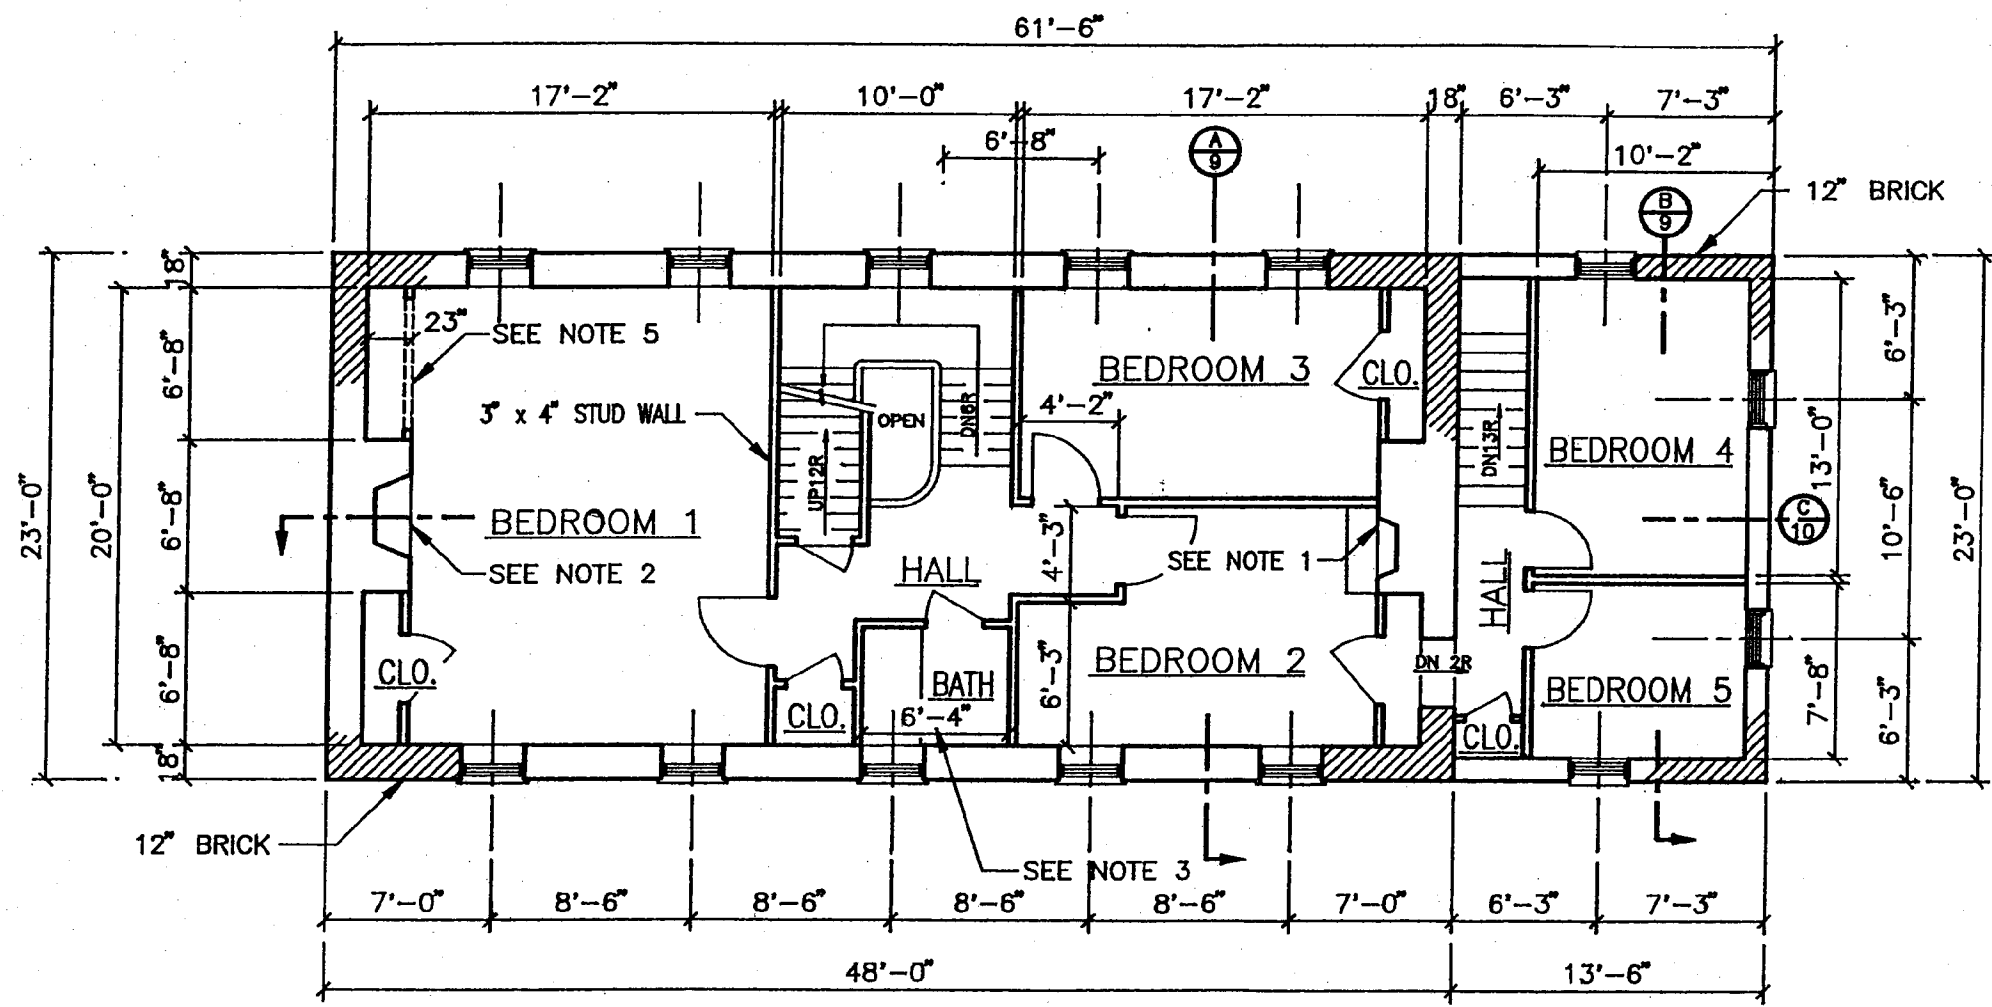 61'-6"
17'-2" 10'-0" 17'-2" 18" 6'-3" 7'-3"
6'-8"
A
9
10'-2"
12" BRICK
B
9
18"
23"
SEE NOTE 5
6'-8"
6'-3"
BEDROOM 3
CLO.
3" x 4" STUD WALL
4'-2"
OPEN
DN8R
UP12R
DN13R
BEDROOM 4
13'-0"
23'-0"
20'-0"
6'-8"
BEDROOM 1
4'-3"
SEE NOTE 1
C
10
10'-6"
23'-0"
SEE NOTE 2
HALL
HALL
6'-8"
CLO.
BATH
6'-3"
BEDROOM 2
DN 2R
BEDROOM 5
7'-8"
6'-3"
CLO.
6'-4"
CLO.
18"
12" BRICK
SEE NOTE 3
7'-0" 8'-6" 8'-6" 8'-6" 8'-6" 7'-0" 6'-3" 7'-3"
48'-0" 13'-6"